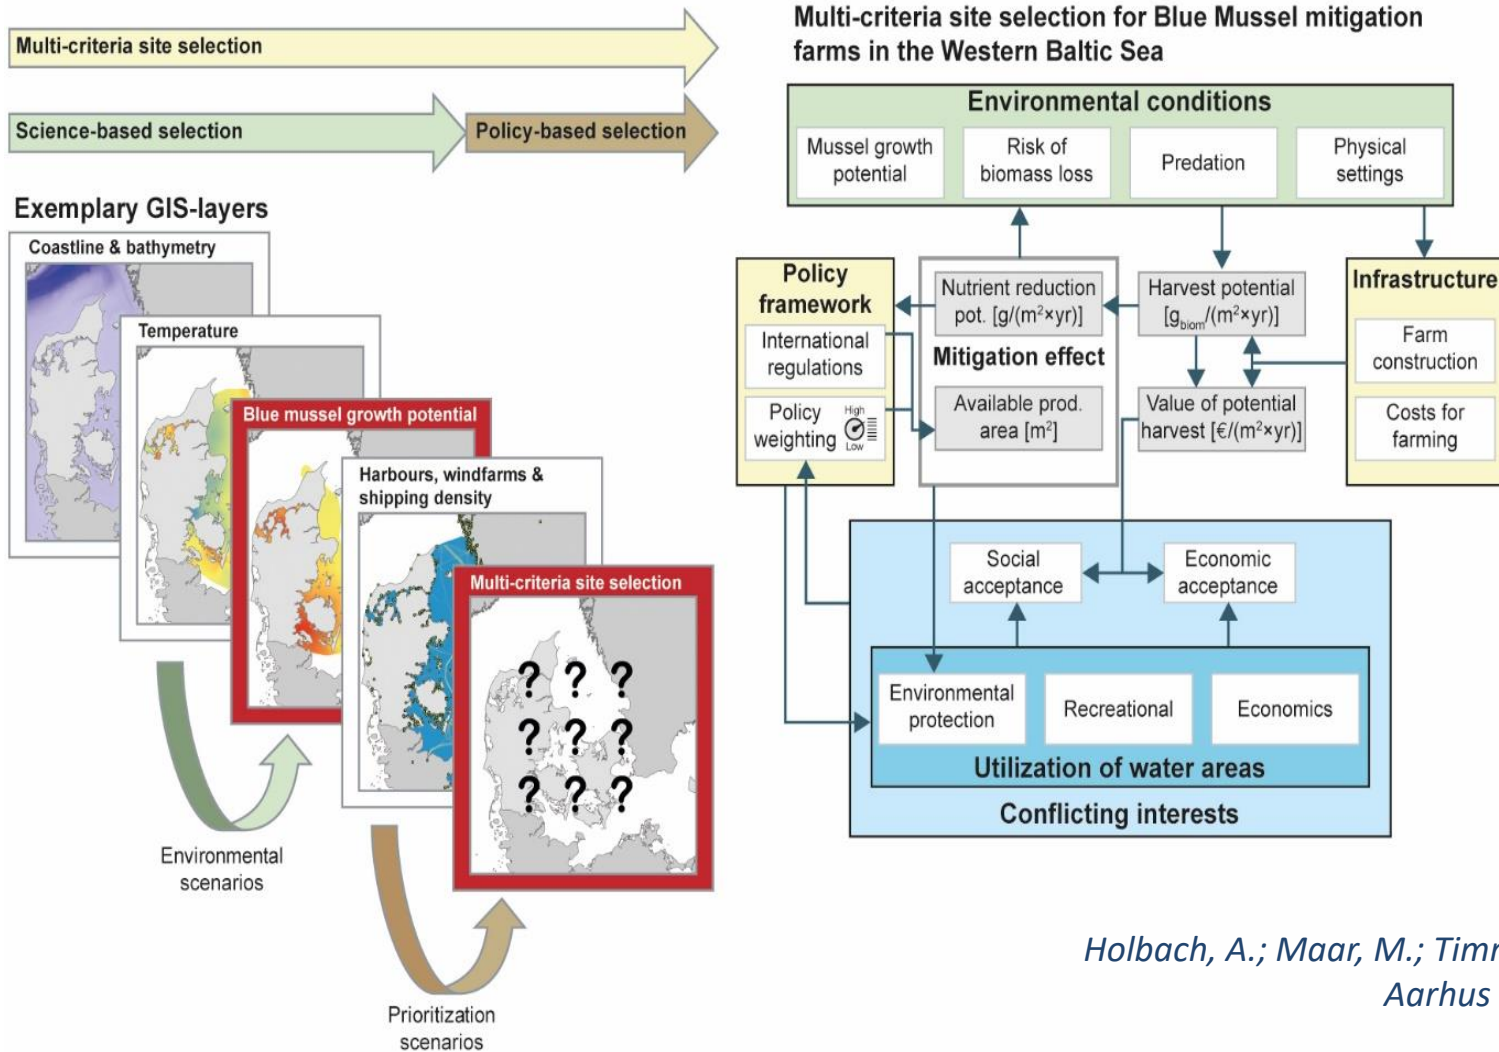 Multi-criteria site selection
Science-based selection
Policy-based selection
Exemplary GIS-layers
Coastline & bathymetry
Temperature
Blue mussel growth potential
Harbours, windfarms &
shipping density
Multi-criteria site selection
? ? ?
? ? ?
? ? ?
Environmental
scenarios
Prioritization
scenarios
Multi-criteria site selection for Blue Mussel mitigation
farms in the Western Baltic Sea
Environmental conditions
Mussel growth
potential
Risk of
biomass loss
Predation
Physical
settings
Policy
framework
International
regulations
Policy
weighting
High
Low
Nutrient reduction
pot. [g/(m²×yr)]
Mitigation effect
Available prod.
area [m²]
Harvest potential
[g_biom/(m²×yr)]
Value of potential
harvest [€/(m²×yr)]
Infrastructure
Farm
construction
Costs for
farming
Social
acceptance
Economic
acceptance
Environmental
protection
Recreational
Economics
Utilization of water areas
Conflicting interests
Holbach, A.; Maar, M.;
Aarhus